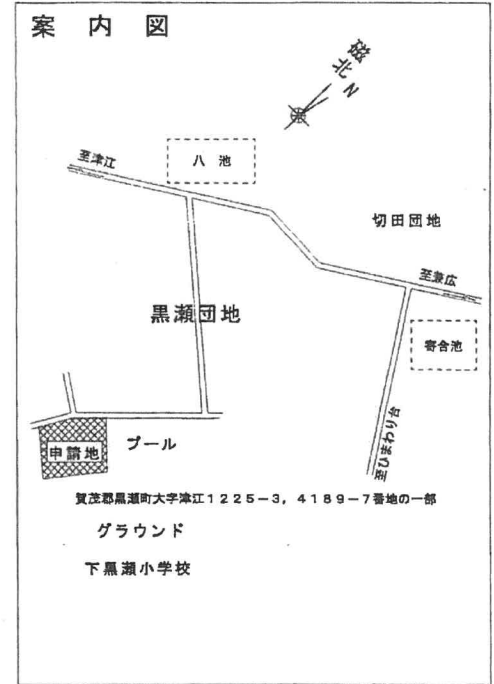 案内図
磁北 N
至津江
八池
切田団地
至兼広
黒瀬団地
寄合池
申請地
プール
至ひまわり台
賀茂郡黒瀬町大字津江1225-3, 4189-7番地の一部
グラウンド
下黒瀬小学校